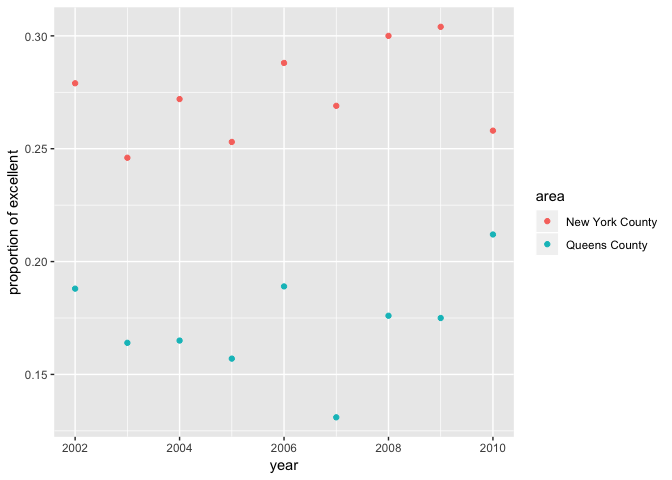 proportion of excellent
0.30
0.25
0.20
0.15
2002 2004 2006 2008 2010
year
area
New York County
Queens County